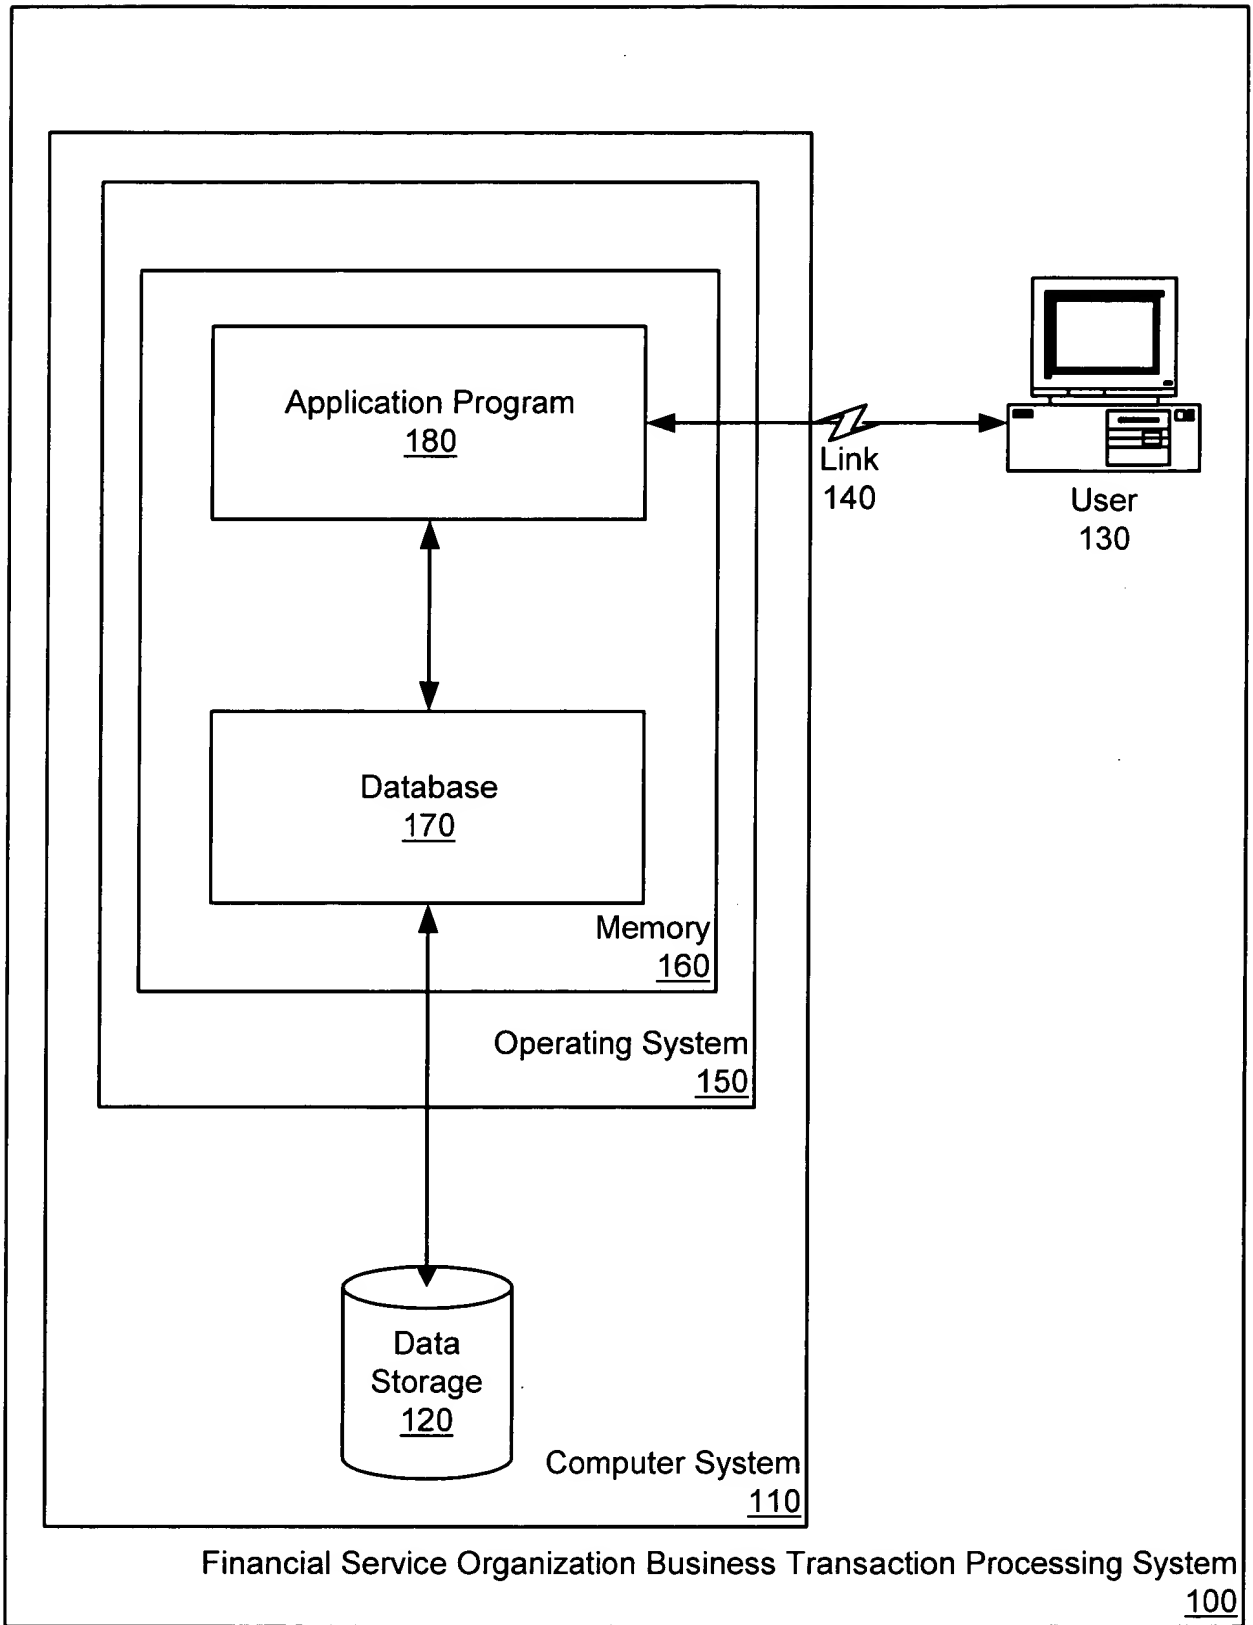 Application Program
180
Link
140
User
130
Database
170
Memory
160
Operating System
150
Data
Storage
120
Computer System
110
Financial Service Organization Business Transaction Processing System
100